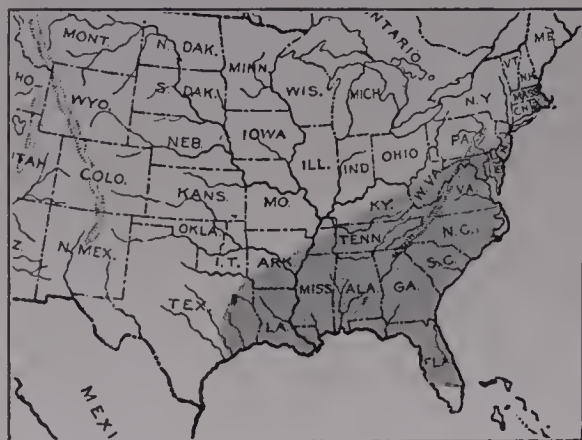 ONTARIO
ME.
MONT.
N. DAK.
MINN.
VT.
N.H.
HO.
WYO.
S. DAK.
WIS.
MICH.
N.Y
MASS.
NEB.
IOWA
PA.
UTAH
COLO.
ILL.
IND
OHIO
W. VA.
VA.
KANS.
MO.
KY.
N.C.
Z.
N. MEX.
OKLA.
I.T.
ARK.
TENN.
S.C.
TEX.
LA.
MISS.
ALA
GA.
FLA.
MEXI